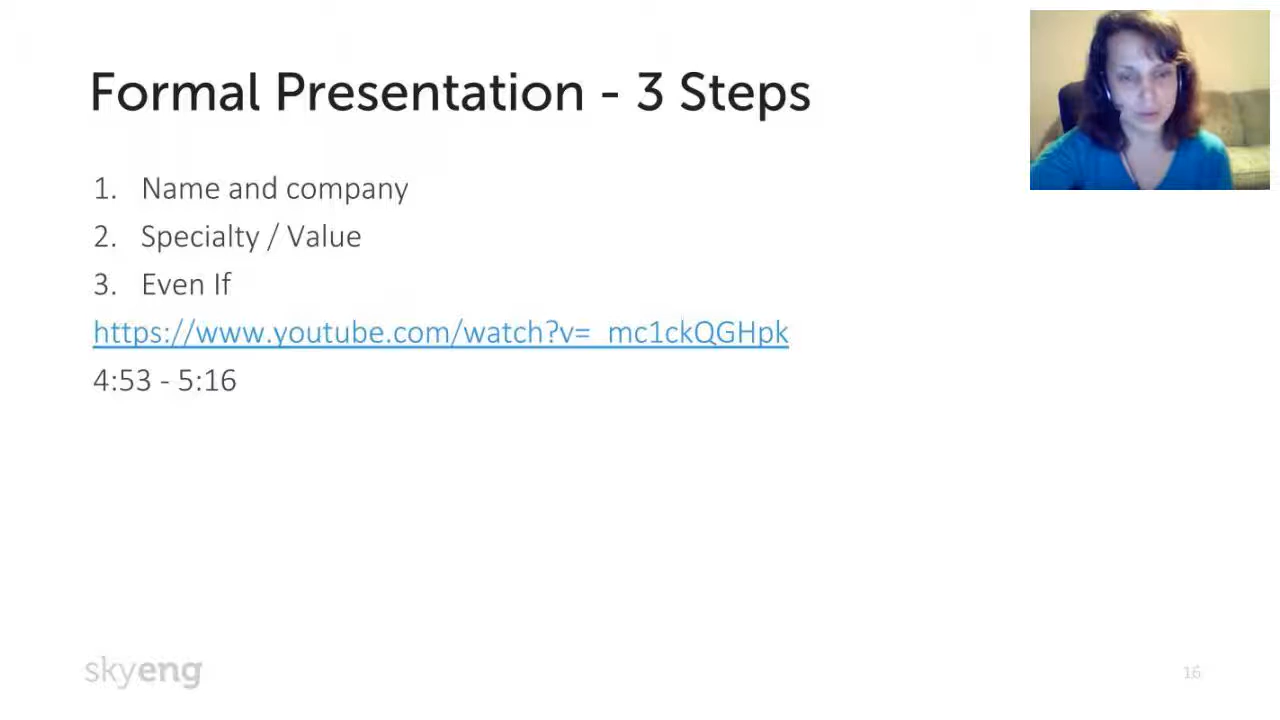 Formal Presentation - 3 Steps
1. Name and company
2. Specialty / Value
3. Even If
https://www.youtube.com/watch?v=_mc1ckQGHpk
4:53 - 5:16
skyeng
16